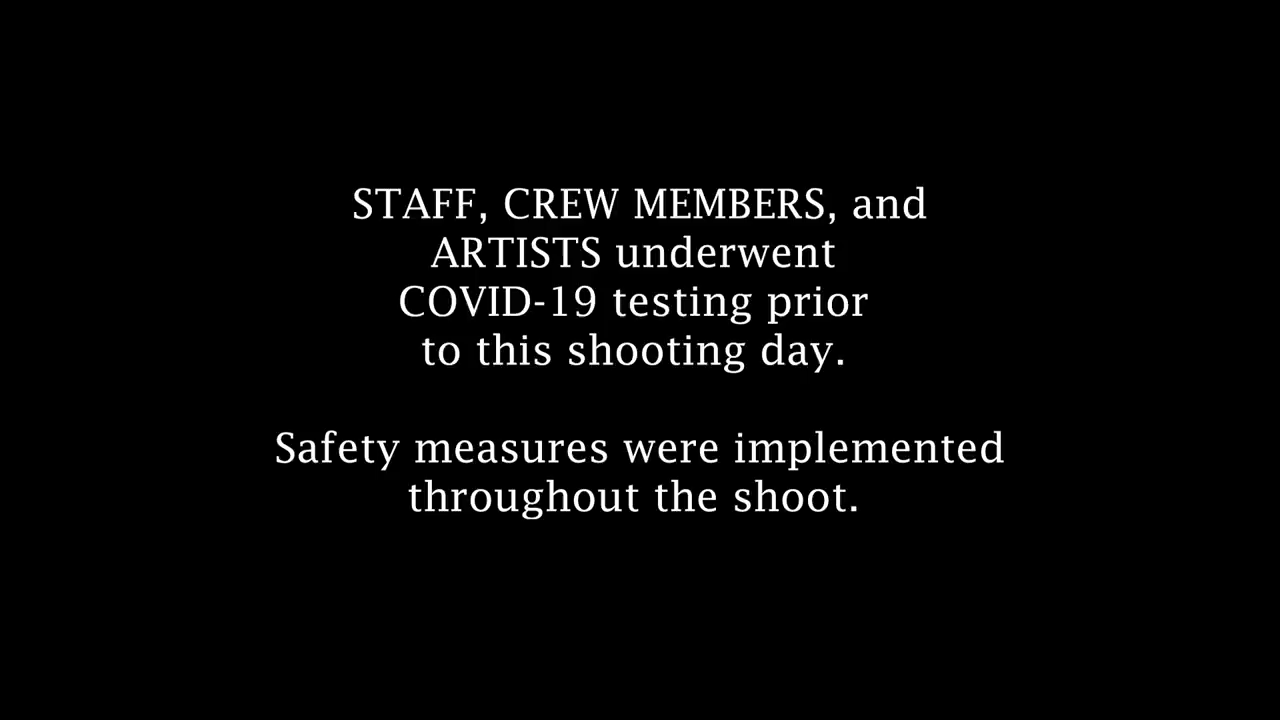 STAFF, CREW MEMBERS, and
ARTISTS underwent
COVID-19 testing prior
to this shooting day.
Safety measures were implemented
throughout the shoot.